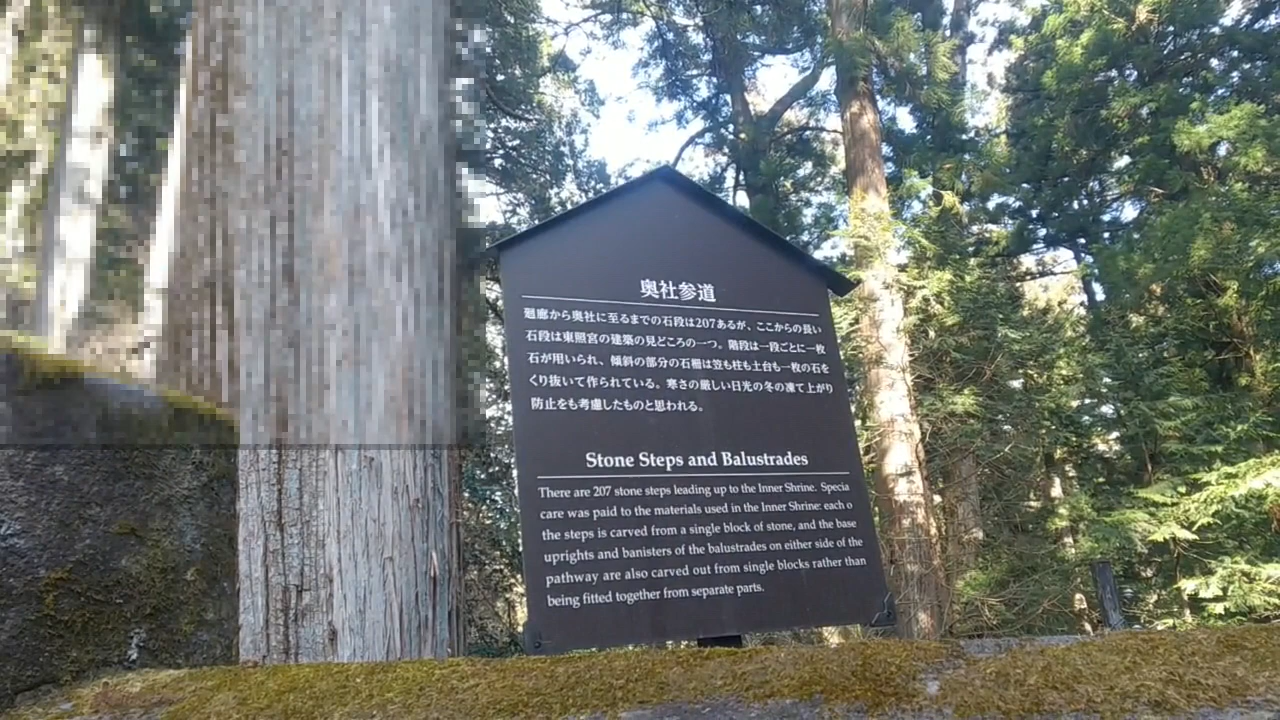 奥社参道
廻廊から奥社に至るまでの石段は207あるが、ここからの長い
石段は東照宮の建築の見どころの一つ。階段は一段ごとに一枚
石が用いられ、傾斜の部分の石柵は笠も柱も土台も一枚の石を
くり抜いて作られている。寒さの厳しい日光の冬の凍て上がり
防止をも考慮したものと思われる。
Stone Steps and Balustrades
There are 207 stone steps leading up to the Inner Shrine. Specia
care was paid to the materials used in the Inner Shrine: each o
the steps is carved from a single block of stone, and the base
uprights and banisters of the balustrades on either side of the
pathway are also carved out from single blocks rather than
being fitted together from separate parts.